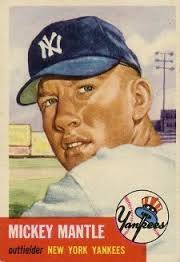 NY
Yankees
MICKEY MANTLE
outfielder NEW YORK YANKEES